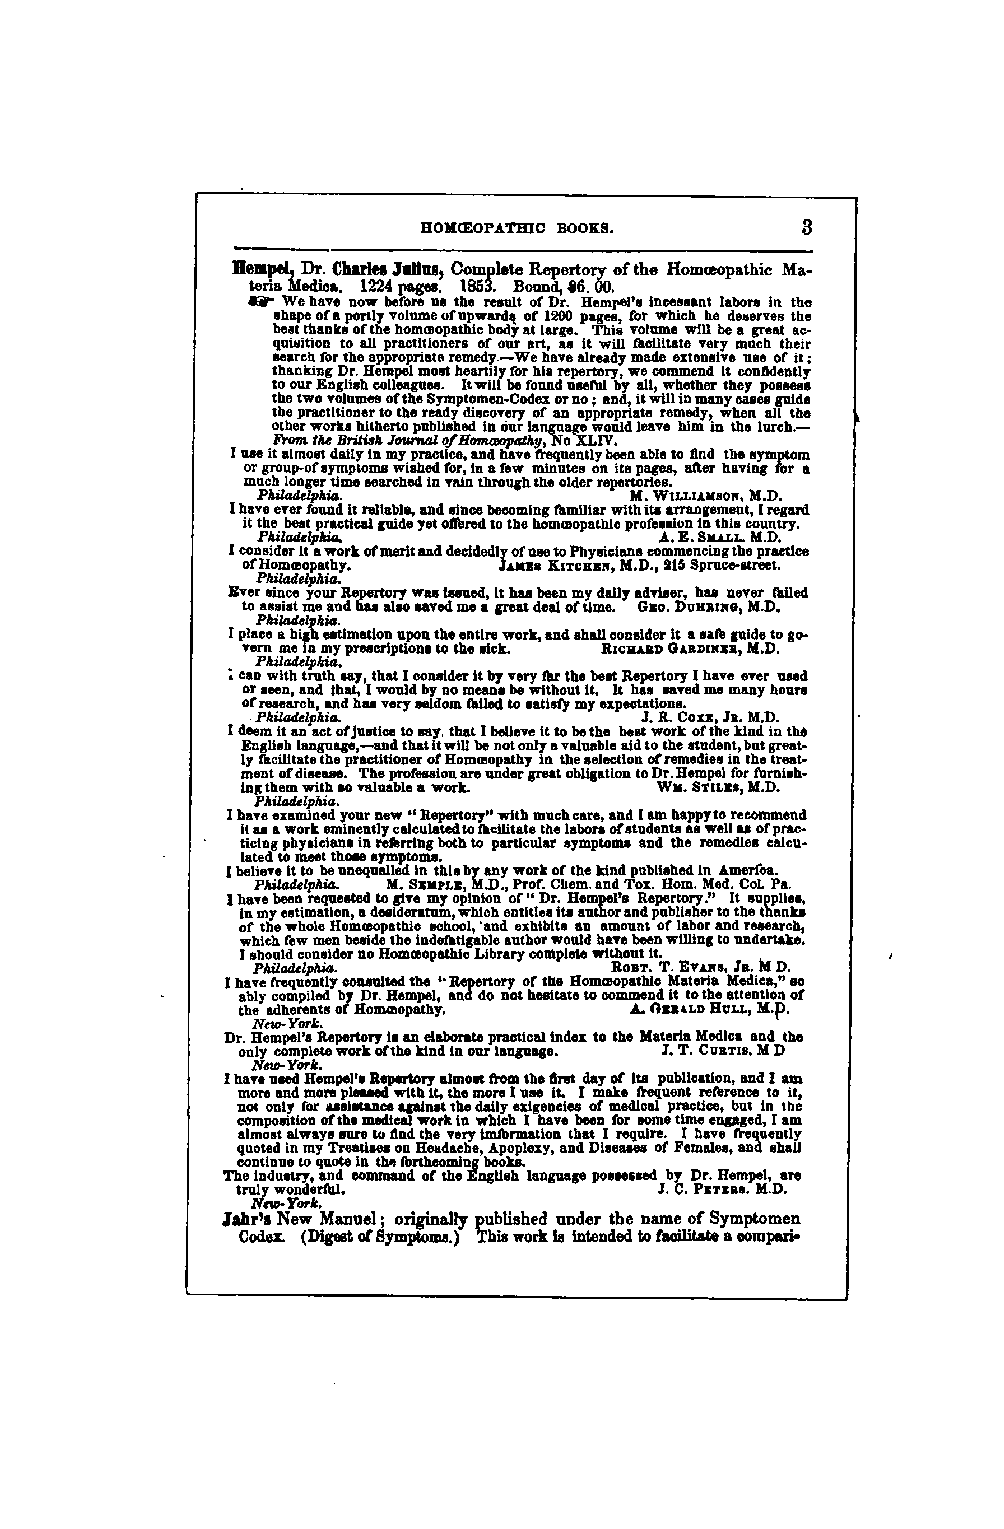 HOMŒOPATHIC BOOKS. 3
Hempel, Dr. Charles Julius, Complete Repertory of the Homœopathic Ma-
teria Medica. 1224 pages. 1853. Bound, $6. 00.
☞ We have now before us the result of Dr. Hempel's incessant labors in the
shape of a portly volume of upwards of 1200 pages, for which he deserves the
best thanks of the homœopathic body at large. This volume will be a great ac-
quisition to all practitioners of our art, as it will facilitate very much their
search for the appropriate remedy.—We have already made extensive use of it;
thanking Dr. Hempel most heartily for his repertory, we commend it confidently
to our English colleagues. It will be found useful by all, whether they possess
the two volumes of the Symptomen-Codex or no; and, it will in many cases guide
the practitioner to the ready discovery of an appropriate remedy, when all the
other works hitherto published in our language would leave him in the lurch.—
From the British Journal of Homœopathy, No XLIV.
I use it almost daily in my practice, and have frequently been able to find the symptom
or group-of symptoms wished for, in a few minutes on its pages, after having for a
much longer time searched in vain through the older repertories.
Philadelphia. M. WILLIAMSON, M.D.
I have ever found it reliable, and since becoming familiar with its arrangement, I regard
it the best practical guide yet offered to the homœopathic profession in this country.
Philadelphia. A. E. SMALL. M.D.
I consider it a work of merit and decidedly of use to Physicians commencing the practice
of Homœopathy. JAMES KITCHEN, M.D., 215 Spruce-street.
Philadelphia.
Ever since your Repertory was issued, it has been my daily adviser, has never failed
to assist me and has also saved me a great deal of time. GEO. DUHRING, M.D.
Philadelphia.
I place a high estimation upon the entire work, and shall consider it a safe guide to go-
vern me in my prescriptions to the sick. RICHARD GARDINER, M.D.
Philadelphia.
I can with truth say, that I consider it by very far the best Repertory I have ever used
or seen, and that, I would by no means be without it. It has saved me many hours
of research, and has very seldom failed to satisfy my expectations.
Philadelphia. J. R. COXE, JR. M.D.
I deem it an act of justice to say, that I believe it to be the best work of the kind in the
English language,—and that it will be not only a valuable aid to the student, but great-
ly facilitate the practitioner of Homœopathy in the selection of remedies in the treat-
ment of disease. The profession are under great obligation to Dr. Hempel for furnish-
ing them with so valuable a work. WM. STILES, M.D.
Philadelphia.
I have examined your new "Repertory" with much care, and I am happy to recommend
it as a work eminently calculated to facilitate the labors of students as well as of prac-
ticing physicians in referring both to particular symptoms and the remedies calcu-
lated to meet those symptoms.
I believe it to be unequalled in this by any work of the kind published in America.
Philadelphia. M. SEMPLE, M.D., Prof. Chem. and Tox. Hom. Med. Col. Pa.
I have been requested to give my opinion of "Dr. Hempel's Repertory." It supplies,
in my estimation, a desideratum, which entitles its author and publisher to the thanks
of the whole Homœopathic school, and exhibits an amount of labor and research,
which few men beside the indefatigable author would have been willing to undertake.
I should consider no Homœopathic Library complete without it.
Philadelphia. ROBT. T. EVANS, JR. M D.
I have frequently consulted the "Repertory of the Homœopathic Materia Medica," so
ably compiled by Dr. Hempel, and do not hesitate to commend it to the attention of
the adherents of Homœopathy. A. GERALD HULL, M.D.
New-York.
Dr. Hempel's Repertory is an elaborate practical index to the Materia Medica and the
only complete work of the kind in our language. J. T. CURTIS. M D
New-York.
I have used Hempel's Repertory almost from the first day of its publication, and I am
more and more pleased with it, the more I use it. I make frequent reference to it,
not only for assistance against the daily exigencies of medical practice, but in the
composition of the medical work in which I have been for some time engaged, I am
almost always sure to find the very imformation that I require. I have frequently
quoted in my Treatises on Headache, Apoplexy, and Diseases of Females, and shall
continue to quote in the fortheoming books.
The industry, and command of the English language possessed by Dr. Hempel, are
truly wonderful. J. C. PETERS. M.D.
New-York.
Jahr's New Manuel; originally published under the name of Symptomen
Codex. (Digest of Symptoms.) This work is intended to facilitate a compari-